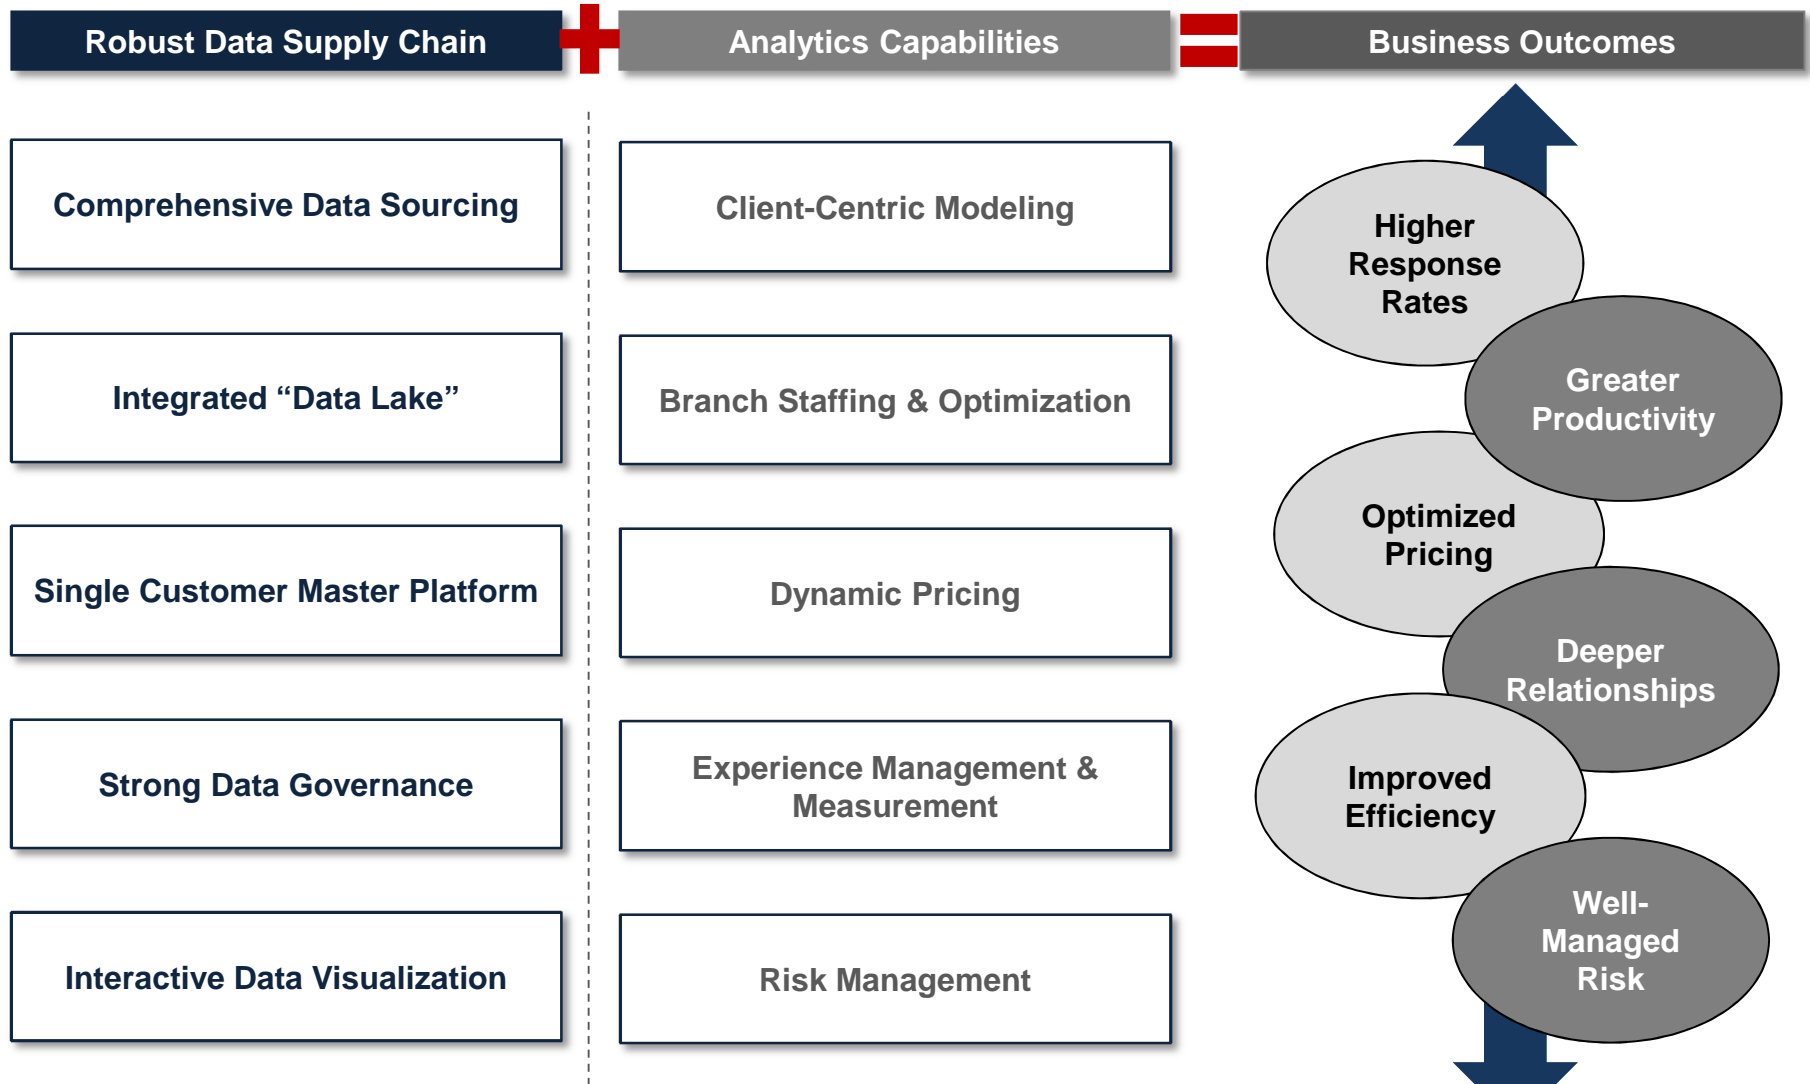 Robust Data Supply Chain
Analytics Capabilities
Business Outcomes
Comprehensive Data Sourcing
Integrated “Data Lake”
Single Customer Master Platform
Strong Data Governance
Interactive Data Visualization
Client-Centric Modeling
Branch Staffing & Optimization
Dynamic Pricing
Experience Management &
Measurement
Risk Management
Higher
Response
Rates
Greater
Productivity
Optimized
Pricing
Deeper
Relationships
Improved
Efficiency
Well-
Managed
Risk